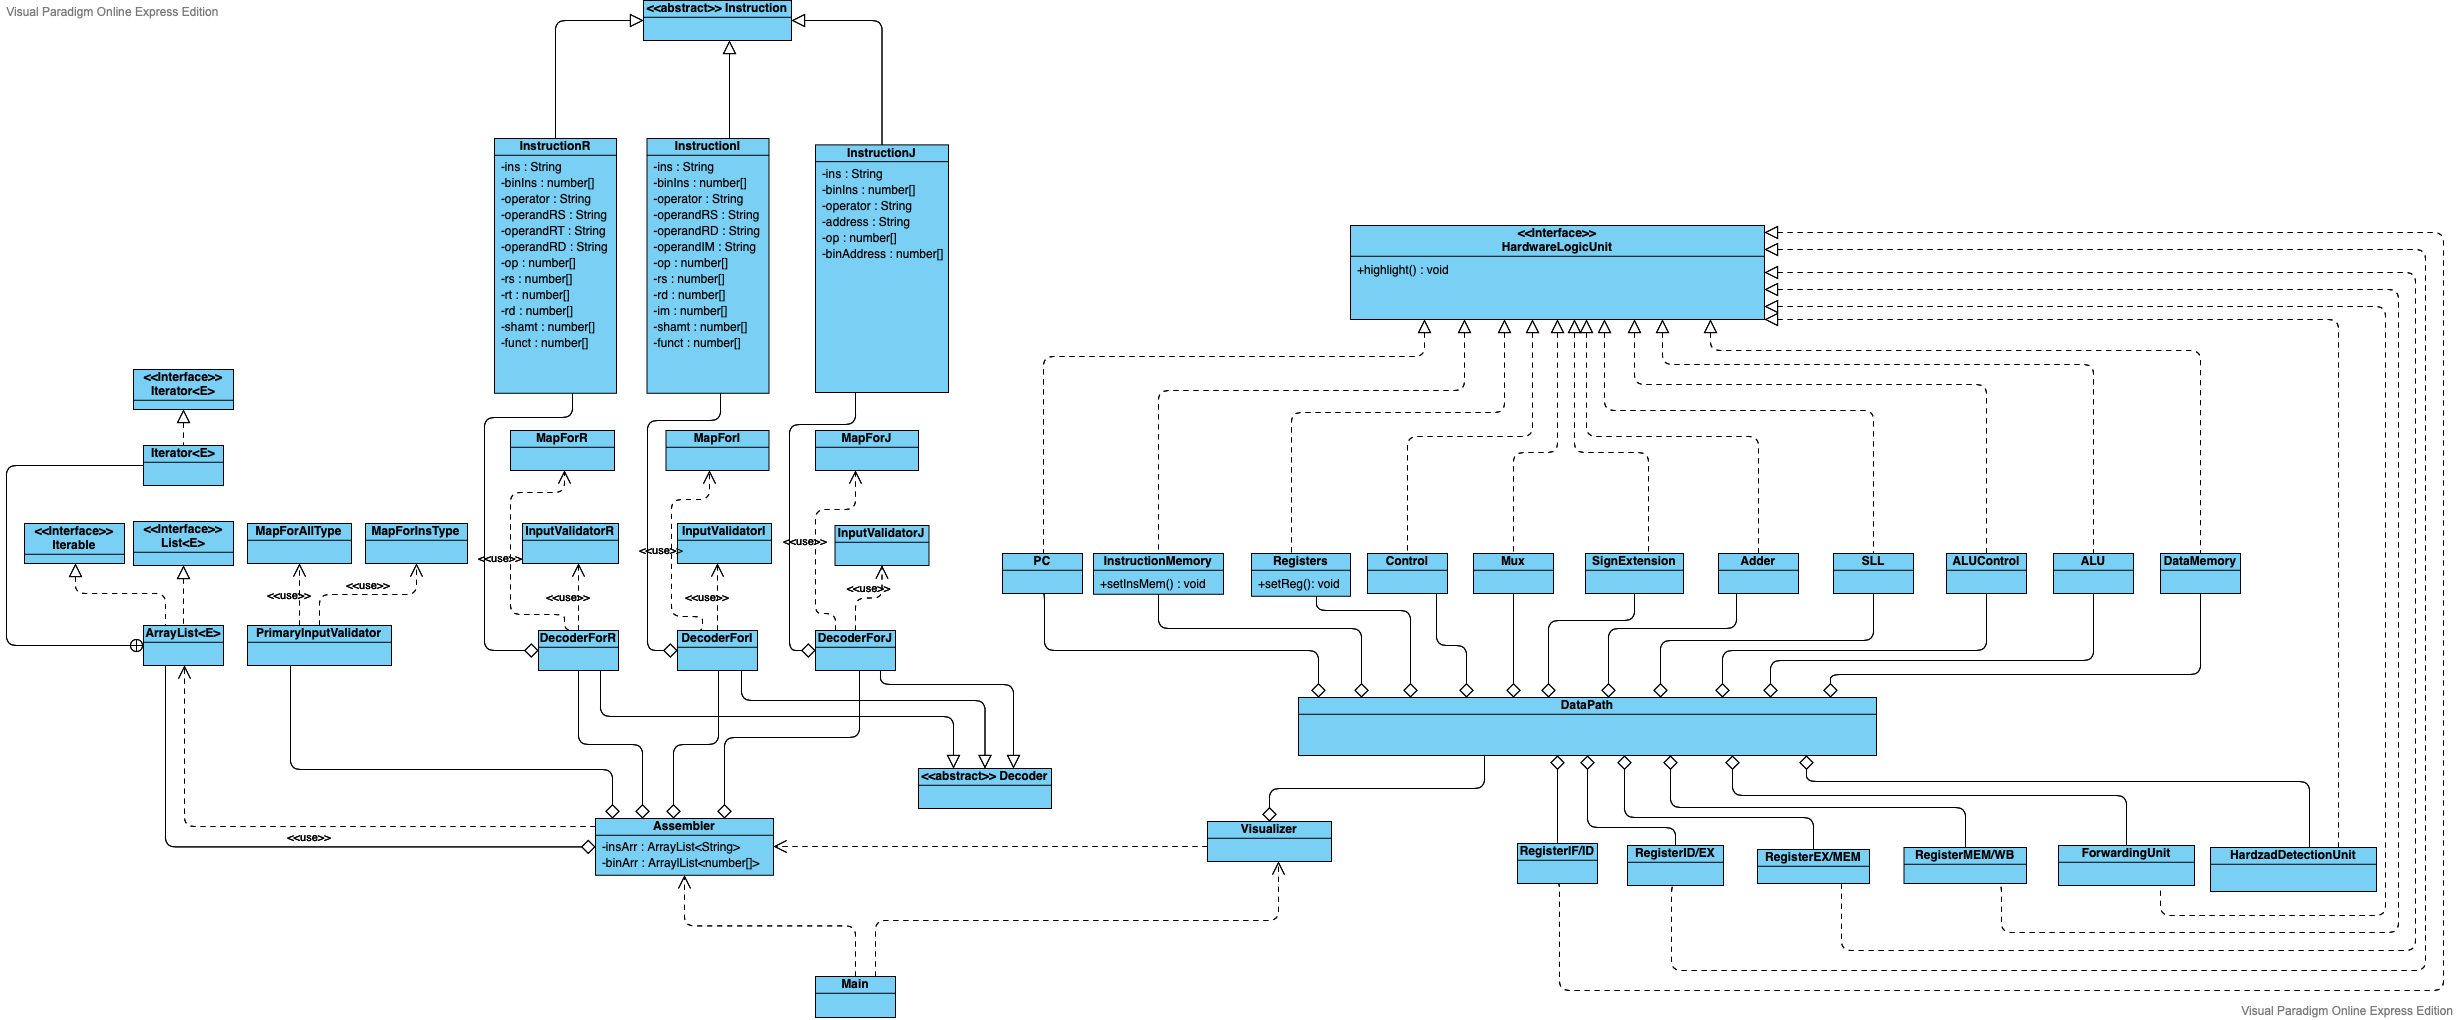 Visual Paradigm Online Express Edition
<<abstract>> Instruction
InstructionR
-ins : String
-binIns : number[]
-operator : String
-operandRS : String
-operandRT : String
-operandRD : String
-op : number[]
-rs : number[]
-rt : number[]
-rd : number[]
-shamt : number[]
-funct : number[]
InstructionI
-ins : String
-binIns : number[]
-operator : String
-operandRS : String
-operandRD : String
-operandIM : String
-op : number[]
-rs : number[]
-rd : number[]
-im : number[]
-shamt : number[]
-funct : number[]
InstructionJ
-ins : String
-binIns : number[]
-operator : String
-address : String
-op : number[]
-binAddress : number[]
<<Interface>>
HardwareLogicUnit
+highlight() : void
<<Interface>>
Iterator<E>
Iterator<E>
MapForR
MapForI
MapForJ
<<Interface>>
Iterable
<<Interface>>
List<E>
MapForAllType
MapForInsType
InputValidatorR
InputValidatorI
InputValidatorJ
<<use>>
<<use>>
<<use>>
<<use>>
<<use>>
<<use>>
<<use>>
<<use>>
PC
InstructionMemory
+setInsMem() : void
Registers
+setReg(): void
Control
Mux
SignExtension
Adder
SLL
ALUControl
ALU
DataMemory
ArrayList<E>
PrimaryInputValidator
DecoderForR
DecoderForI
DecoderForJ
DataPath
<<abstract>> Decoder
Assembler
-insArr : ArrayList<String>
-binArr : ArraylList<number[]>
<<use>>
Visualizer
RegisterIF/ID
RegisterID/EX
RegisterEX/MEM
RegisterMEM/WB
ForwardingUnit
HardzadDetectionUnit
Main
Visual Paradigm Online Express Edition